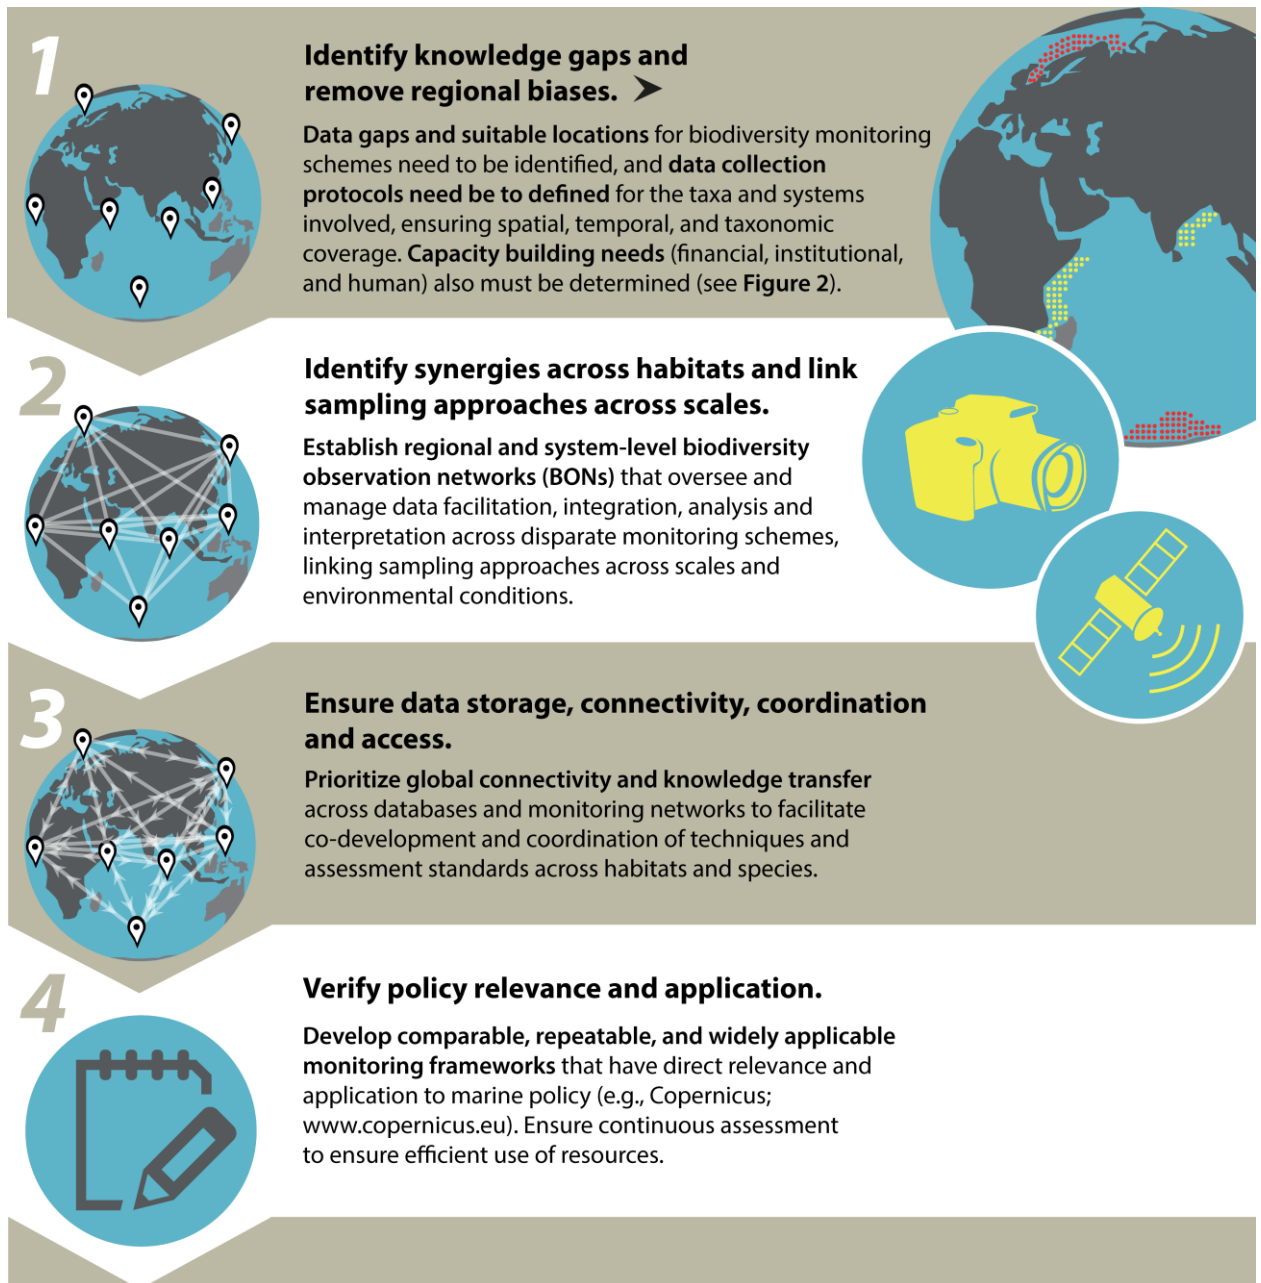 1
Identify knowledge gaps and
remove regional biases. ➤
Data gaps and suitable locations for biodiversity monitoring
schemes need to be identified, and data collection
protocols need be to defined for the taxa and systems
involved, ensuring spatial, temporal, and taxonomic
coverage. Capacity building needs (financial, institutional,
and human) also must be determined (see Figure 2).
2
Identify synergies across habitats and link
sampling approaches across scales.
Establish regional and system-level biodiversity
observation networks (BONs) that oversee and
manage data facilitation, integration, analysis and
interpretation across disparate monitoring schemes,
linking sampling approaches across scales and
environmental conditions.
3
Ensure data storage, connectivity, coordination
and access.
Prioritize global connectivity and knowledge transfer
across databases and monitoring networks to facilitate
co-development and coordination of techniques and
assessment standards across habitats and species.
4
Verify policy relevance and application.
Develop comparable, repeatable, and widely applicable
monitoring frameworks that have direct relevance and
application to marine policy (e.g., Copernicus;
www.copernicus.eu). Ensure continuous assessment
to ensure efficient use of resources.